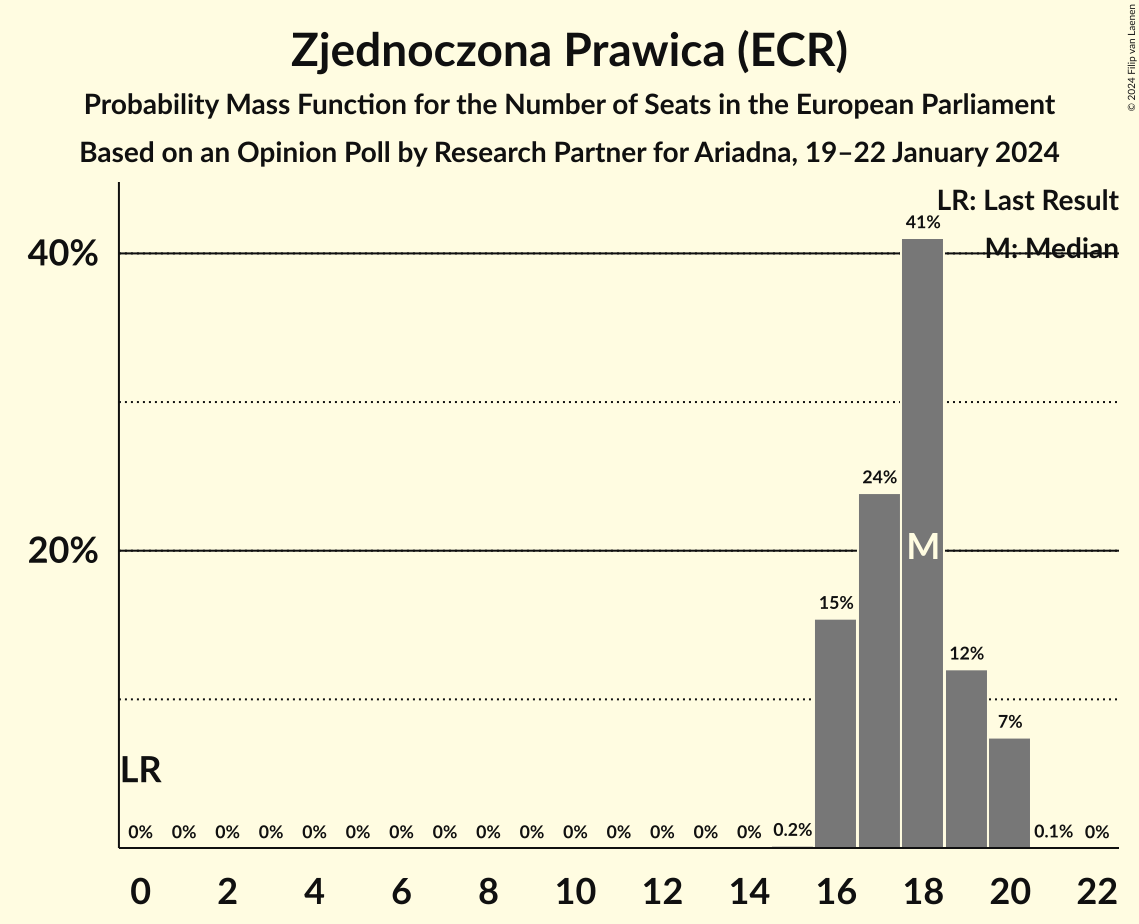 Zjednoczona Prawica (ECR)
Probability Mass Function for the Number of Seats in the European Parliament
Based on an Opinion Poll by Research Partner for Ariadna, 19–22 January 2024
© 2024 Filip van Laenen
LR: Last Result
M: Median
40%
20%
41%
24%
M
15%
12%
7%
LR
0% 0% 0% 0% 0% 0% 0% 0% 0% 0% 0% 0% 0% 0% 0% 0.2% 0.1% 0%
0 2 4 6 8 10 12 14 16 18 20 22